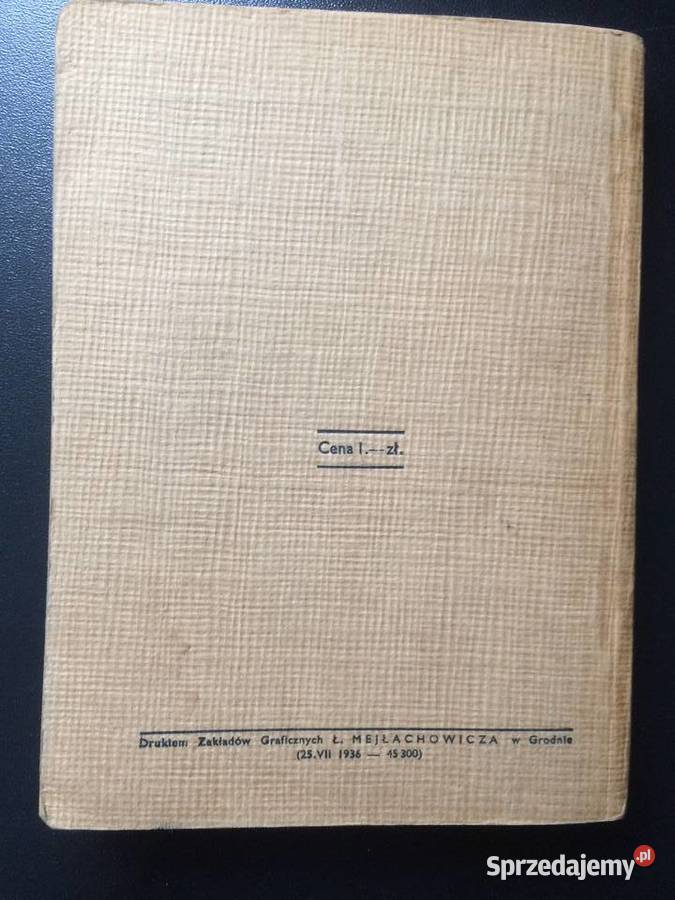 Cena 1.— zł.
Drukiem Zakładów Graficznych Ł. MEJŁACHOWICZA w Grodnie
(25.VII 1936 — 45 300)
Sprzedajemy.pl